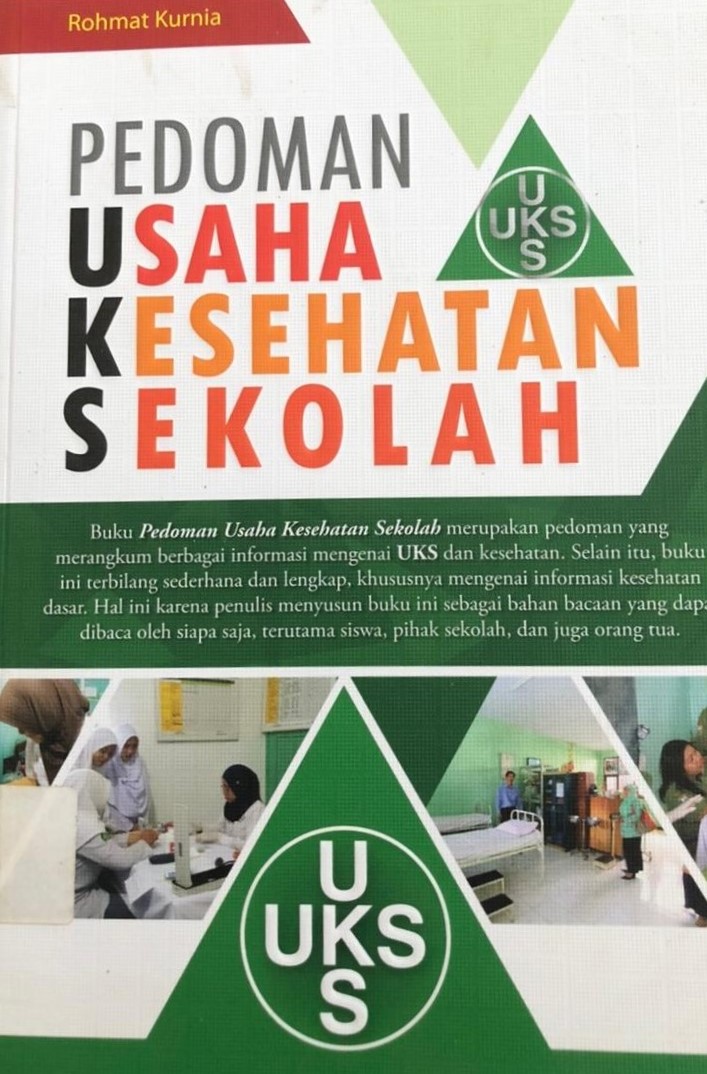 Rohmat Kurnia
PEDOMAN
USAHA
KESEHATAN
SEKOLAH
U
UKS
S
Buku Pedoman Usaha Kesehatan Sekolah merupakan pedoman yang
merangkum berbagai informasi mengenai UKS dan kesehatan. Selain itu, buku
ini terbilang sederhana dan lengkap, khususnya mengenai informasi kesehatan
dasar. Hal ini karena penulis menyusun buku ini sebagai bahan bacaan yang dapa
dibaca oleh siapa saja, terutama siswa, pihak sekolah, dan juga orang tua.
U
UKS
S